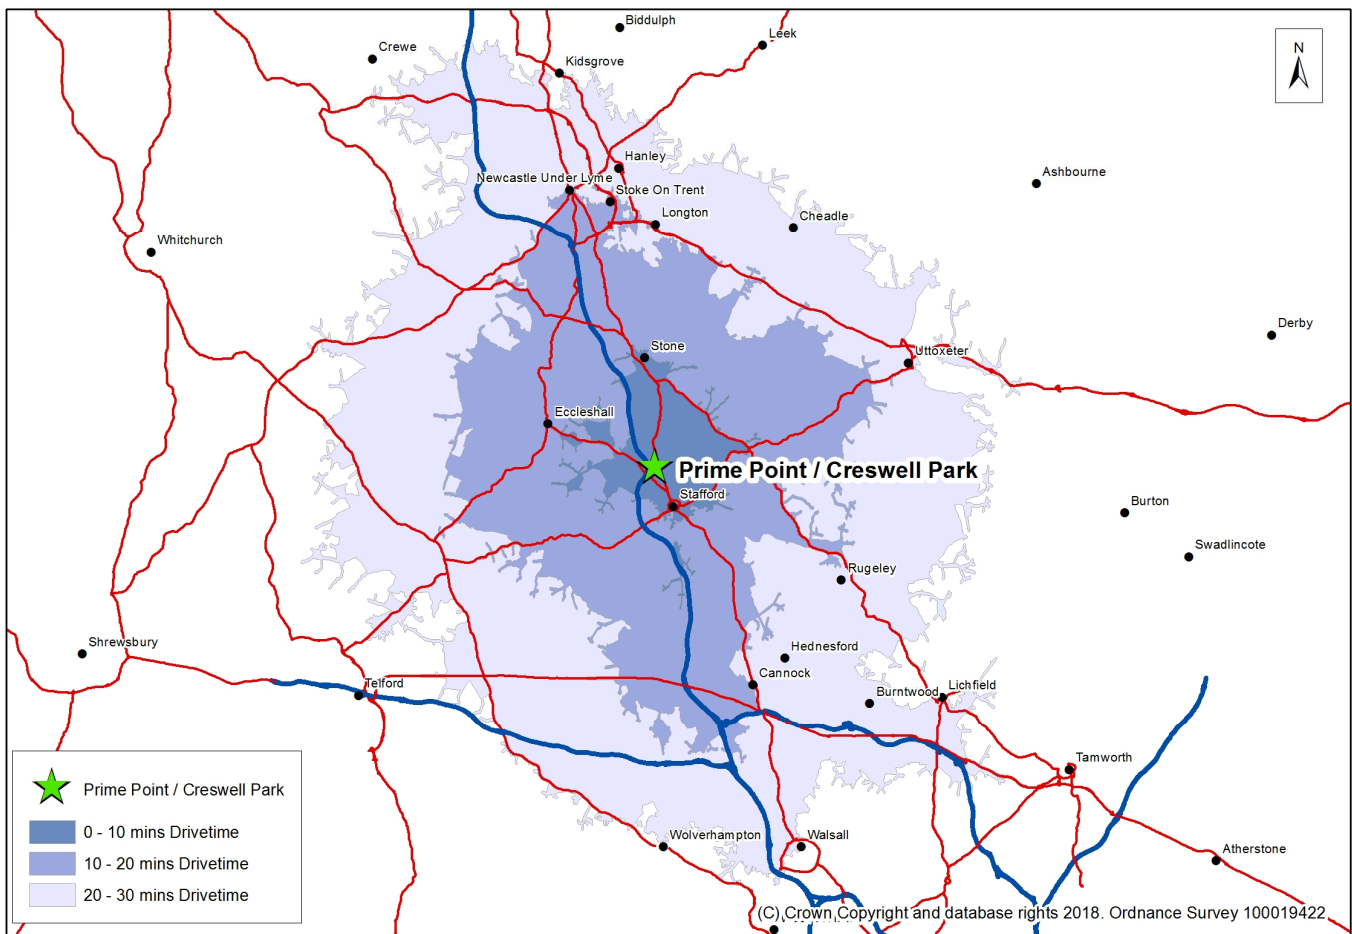 Biddulph
Leek
Crewe
Kidsgrove
N
Hanley
Newcastle Under Lyme
Stoke On Trent
Ashbourne
Longton
Cheadle
Whitchurch
Derby
Stone
Uttoxeter
Eccleshall
Prime Point / Creswell Park
Stafford
Burton
Swadlincote
Rugeley
Shrewsbury
Hednesford
Cannock
Telford
Burntwood
Lichfield
Tamworth
Prime Point / Creswell Park
0 - 10 mins Drivetime
10 - 20 mins Drivetime
20 - 30 mins Drivetime
Wolverhampton
Walsall
Atherstone
(C) Crown Copyright and database rights 2018. Ordnance Survey 100019422